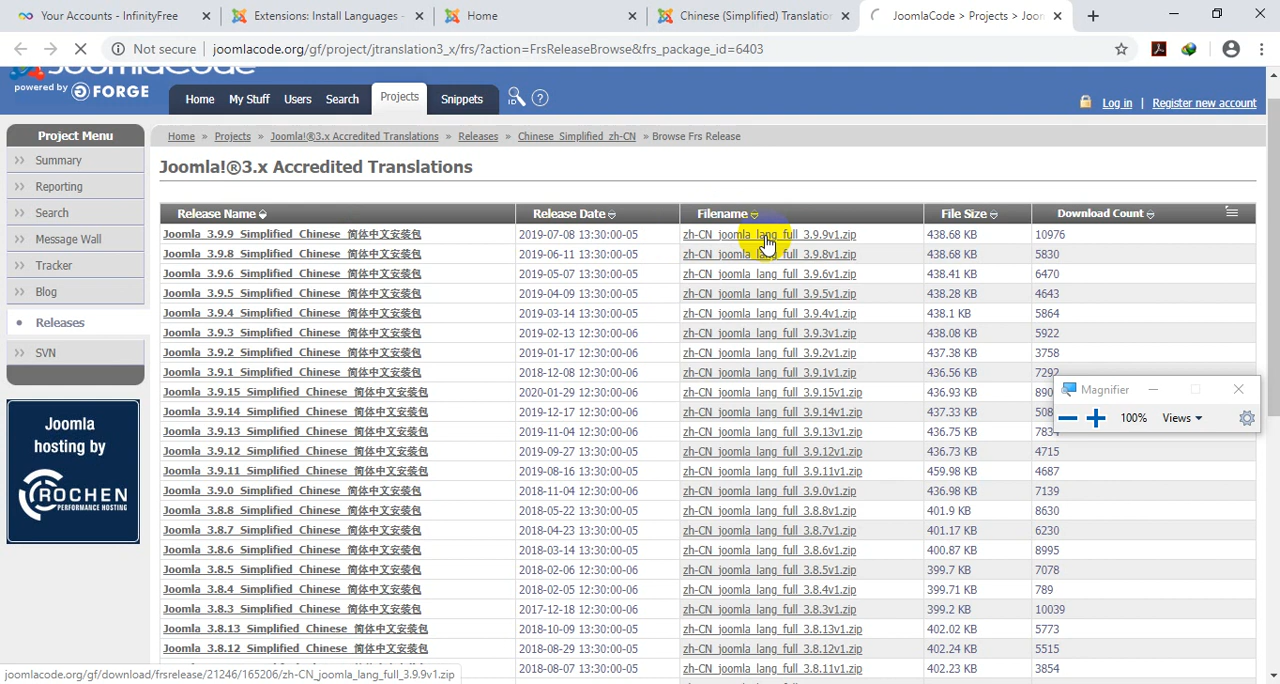 Your Accounts - InfinityFree
Extensions: Install Languages -
Home
Chinese (Simplified) Translatio
JoomlaCode > Projects > Joon
Not secure
joomlacode.org/gf/project/jtranslation3_x/frs/?action=FrsReleaseBrowse&frs_package_id=6403
JoomlaCode
powered by GFORGE
Home My Stuff Users Search Projects Snippets
Log in | Register new account
Project Menu
Home » Projects » Joomla!®3.x Accredited Translations » Releases » Chinese_Simplified_zh-CN » Browse Frs Release
Summary
Reporting
Search
Message Wall
Tracker
Blog
Releases
SVN
Joomla
hosting by
ROCHEN
PERFORMANCE HOSTING
Joomla!®3.x Accredited Translations
Release Name Release Date Filename File Size Download Count
Joomla_3.9.9_Simplified_Chinese_简体中文安装包 2019-07-08 13:30:00-05 zh-CN_joomla_lang_full_3.9.9v1.zip 438.68 KB 10976
Joomla_3.9.8_Simplified_Chinese_简体中文安装包 2019-06-11 13:30:00-05 zh-CN_joomla_lang_full_3.9.8v1.zip 438.68 KB 5830
Joomla_3.9.6_Simplified_Chinese_简体中文安装包 2019-05-07 13:30:00-05 zh-CN_joomla_lang_full_3.9.6v1.zip 438.41 KB 6470
Joomla_3.9.5_Simplified_Chinese_简体中文安装包 2019-04-09 13:30:00-05 zh-CN_joomla_lang_full_3.9.5v1.zip 438.28 KB 4643
Joomla_3.9.4_Simplified_Chinese_简体中文安装包 2019-03-14 13:30:00-05 zh-CN_joomla_lang_full_3.9.4v1.zip 438.1 KB 5864
Joomla_3.9.3_Simplified_Chinese_简体中文安装包 2019-02-13 12:30:00-06 zh-CN_joomla_lang_full_3.9.3v1.zip 438.08 KB 5922
Joomla_3.9.2_Simplified_Chinese_简体中文安装包 2019-01-17 12:30:00-06 zh-CN_joomla_lang_full_3.9.2v1.zip 437.38 KB 3758
Joomla_3.9.1_Simplified_Chinese_简体中文安装包 2018-12-08 12:30:00-06 zh-CN_joomla_lang_full_3.9.1v1.zip 436.56 KB 7292
Joomla_3.9.15_Simplified_Chinese_简体中文安装包 2020-01-29 12:30:00-06 zh-CN_joomla_lang_full_3.9.15v1.zip 436.93 KB 890
Joomla_3.9.14_Simplified_Chinese_简体中文安装包 2019-12-17 12:30:00-06 zh-CN_joomla_lang_full_3.9.14v1.zip 437.33 KB 508
Joomla_3.9.13_Simplified_Chinese_简体中文安装包 2019-11-04 12:30:00-06 zh-CN_joomla_lang_full_3.9.13v1.zip 436.75 KB 7834
Joomla_3.9.12_Simplified_Chinese_简体中文安装包 2019-09-27 13:30:00-05 zh-CN_joomla_lang_full_3.9.12v1.zip 436.73 KB 4715
Joomla_3.9.11_Simplified_Chinese_简体中文安装包 2019-08-16 13:30:00-05 zh-CN_joomla_lang_full_3.9.11v1.zip 459.98 KB 4687
Joomla_3.9.0_Simplified_Chinese_简体中文安装包 2018-11-04 12:30:00-06 zh-CN_joomla_lang_full_3.9.0v1.zip 436.98 KB 7139
Joomla_3.8.8_Simplified_Chinese_简体中文安装包 2018-05-22 13:30:00-05 zh-CN_joomla_lang_full_3.8.8v1.zip 401.9 KB 8630
Joomla_3.8.7_Simplified_Chinese_简体中文安装包 2018-04-23 13:30:00-05 zh-CN_joomla_lang_full_3.8.7v1.zip 401.17 KB 6230
Joomla_3.8.6_Simplified_Chinese_简体中文安装包 2018-03-14 13:30:00-05 zh-CN_joomla_lang_full_3.8.6v1.zip 400.87 KB 8995
Joomla_3.8.5_Simplified_Chinese_简体中文安装包 2018-02-06 12:30:00-06 zh-CN_joomla_lang_full_3.8.5v1.zip 399.7 KB 7078
Joomla_3.8.4_Simplified_Chinese_简体中文安装包 2018-02-05 12:30:00-06 zh-CN_joomla_lang_full_3.8.4v1.zip 399.71 KB 789
Joomla_3.8.3_Simplified_Chinese_简体中文安装包 2017-12-18 12:30:00-06 zh-CN_joomla_lang_full_3.8.3v1.zip 399.2 KB 10039
Joomla_3.8.13_Simplified_Chinese_简体中文安装包 2018-10-09 13:30:00-05 zh-CN_joomla_lang_full_3.8.13v1.zip 402.02 KB 5773
Joomla_3.8.12_Simplified_Chinese_简体中文安装包 2018-08-29 13:30:00-05 zh-CN_joomla_lang_full_3.8.12v1.zip 402.24 KB 5515
2018-08-07 13:30:00-05 zh-CN_joomla_lang_full_3.8.11v1.zip 402.23 KB 3854
Magnifier
100% Views
joomlacode.org/gf/download/frsrelease/21246/165206/zh-CN_joomla_lang_full_3.9.9v1.zip